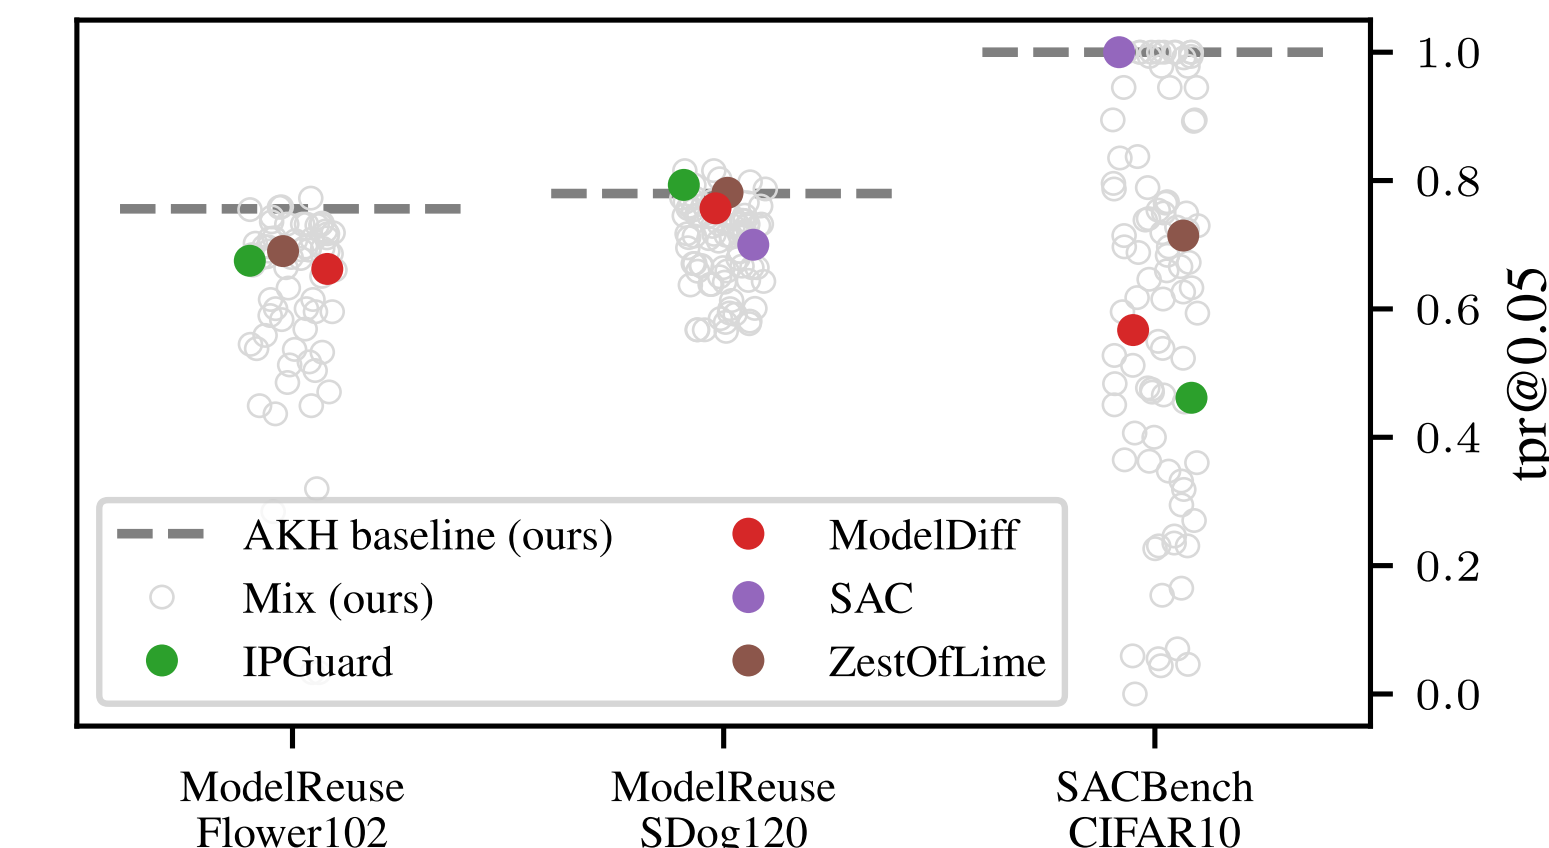 1.0
0.8
0.6
0.4
0.2
0.0
tpr@0.05
AKH baseline (ours)
Mix (ours)
IPGuard
ModelDiff
SAC
ZestOfLime
ModelReuse
Flower102
ModelReuse
SDog120
SACBench
CIFAR10